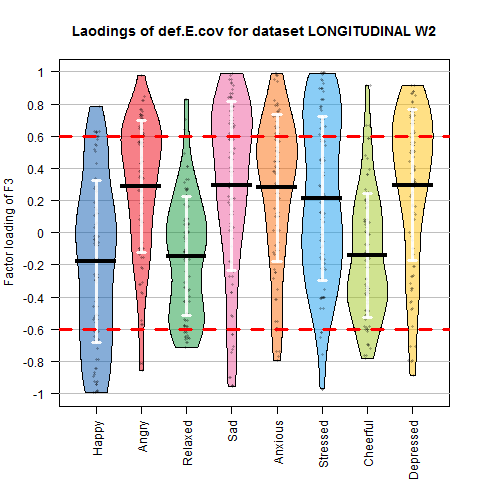 Laodings of def.E.cov for dataset LONGITUDINAL W2
Factor loading of F3
1
0.8
0.6
0.4
0.2
0
-0.2
-0.4
-0.6
-0.8
-1
Happy
Angry
Relaxed
Sad
Anxious
Stressed
Cheerful
Depressed